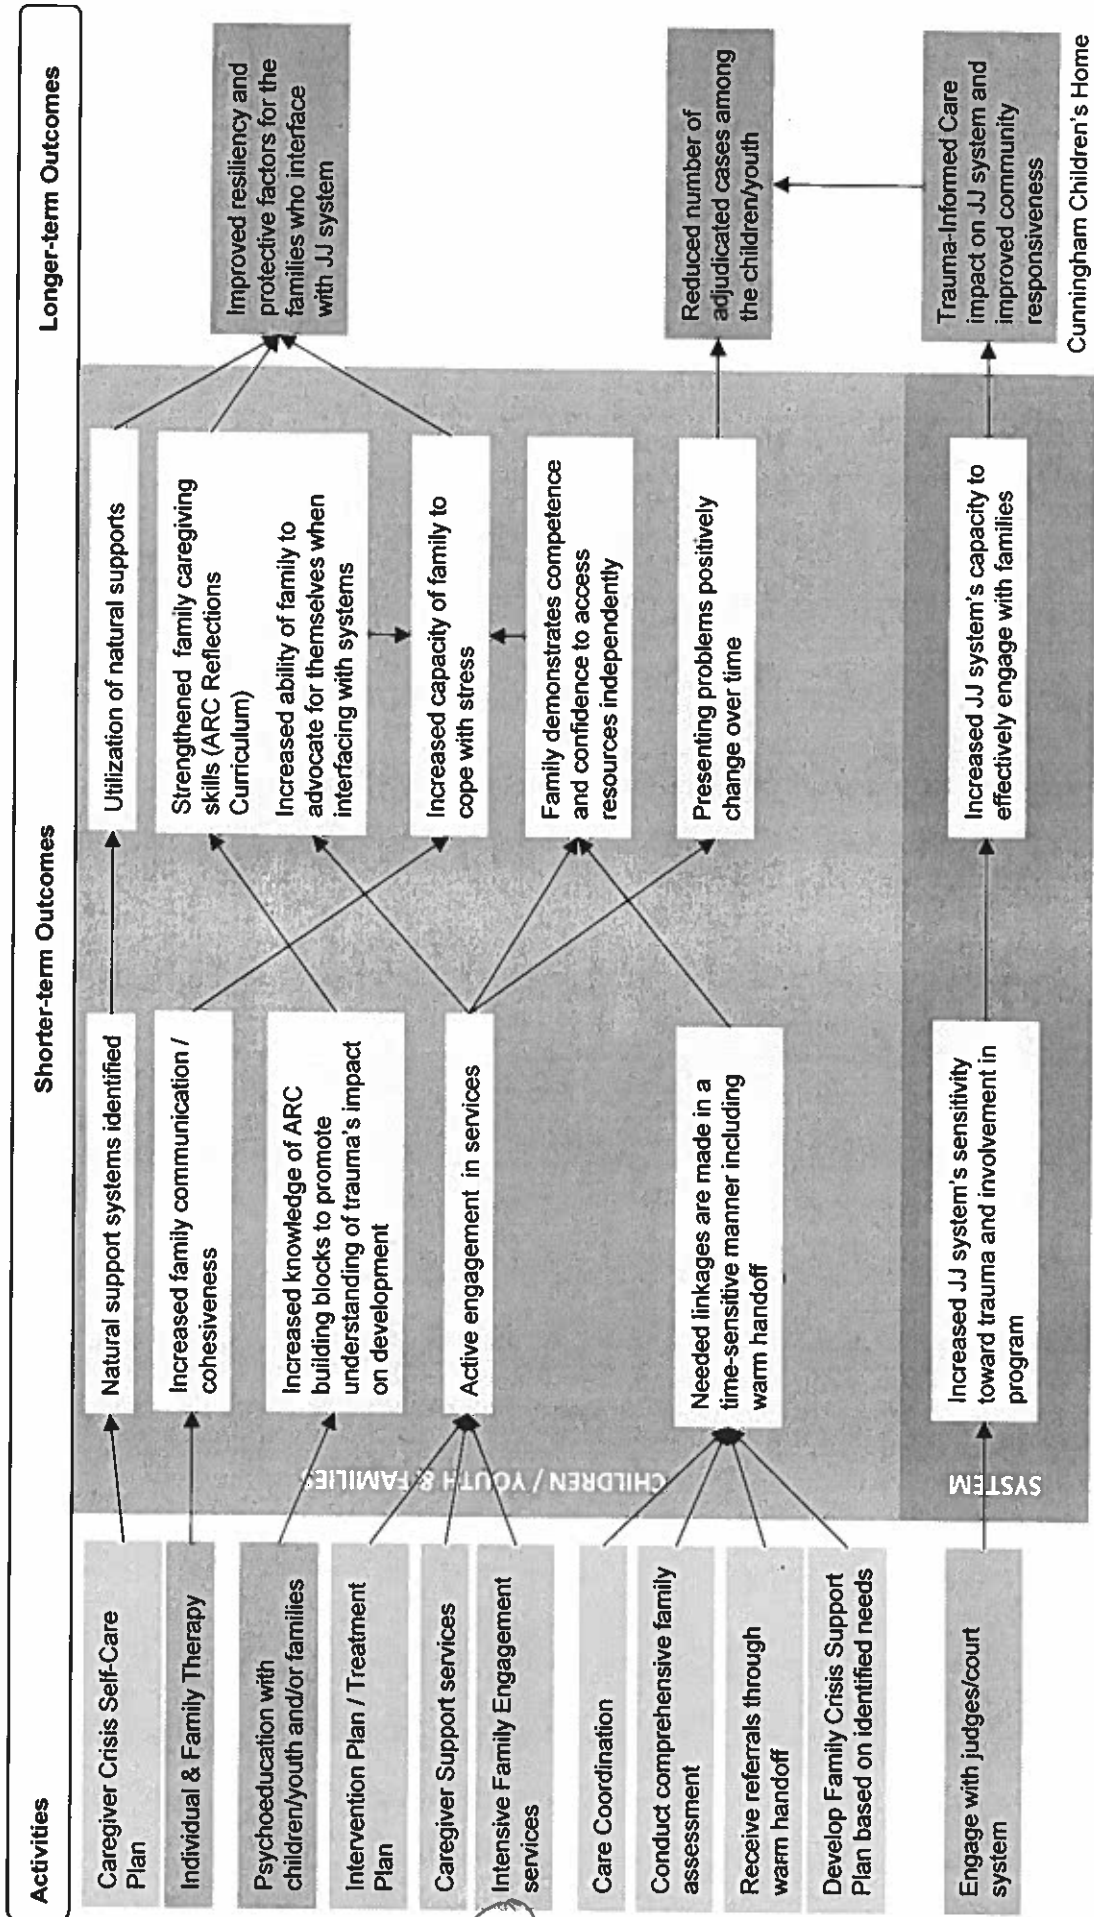 Activities
Shorter-term Outcomes
Longer-term Outcomes
Caregiver Crisis Self-Care
Plan
Individual & Family Therapy
Psychoeducation with
children/youth and/or families
Intervention Plan / Treatment
Plan
Caregiver Support services
Intensive Family Engagement
services
Care Coordination
Conduct comprehensive family
assessment
Receive referrals through
warm handoff
Develop Family Crisis Support
Plan based on identified needs
Engage with judges/court
system
CHILDREN / YOUTH & FAMILIES
SYSTEM
Natural support systems identified
Increased family communication /
cohesiveness
Increased knowledge of ARC
building blocks to promote
understanding of trauma's impact
on development
Active engagement in services
Needed linkages are made in a
time-sensitive manner including
warm handoff
Increased JJ system's sensitivity
toward trauma and involvement in
program
Utilization of natural supports
Strengthened family caregiving
skills (ARC Reflections
Curriculum)
Increased ability of family to
advocate for themselves when
interfacing with systems
Increased capacity of family to
cope with stress
Family demonstrates competence
and confidence to access
resources independently
Presenting problems positively
change over time
Increased JJ system's capacity to
effectively engage with families
Improved resiliency and
protective factors for the
families who interface
with JJ system
Reduced number of
adjudicated cases among
the children/youth
Trauma-Informed Care
impact on JJ system and
improved community
responsiveness
Cunningham Children's Home